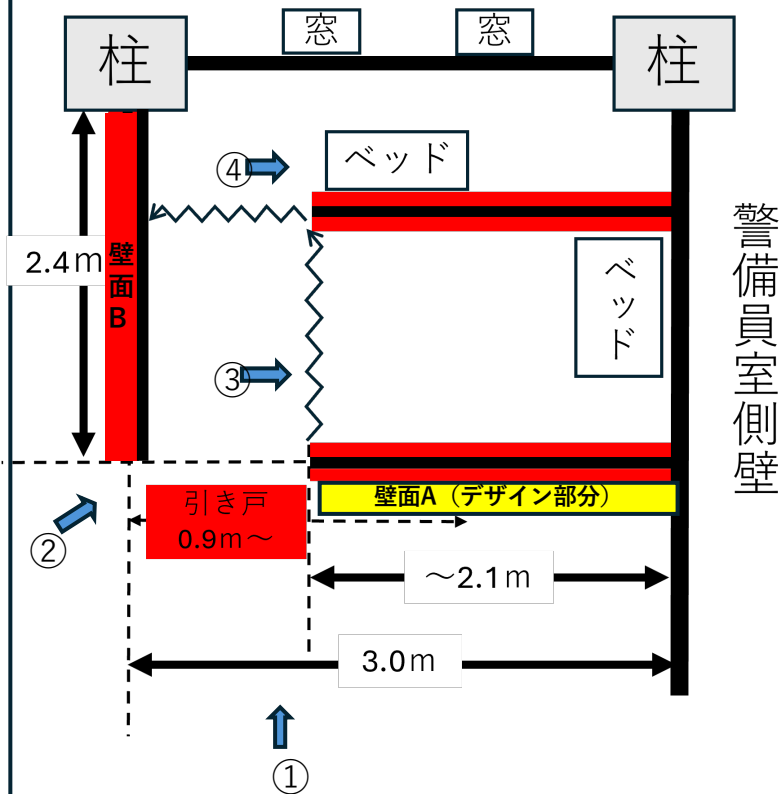 窓
窓
柱
柱
④
ベッド
2.4ｍ
壁面B
ベッド
警備員室側壁
③
壁面A（デザイン部分）
引き戸
0.9ｍ～
②
～2.1ｍ
3.0ｍ
①